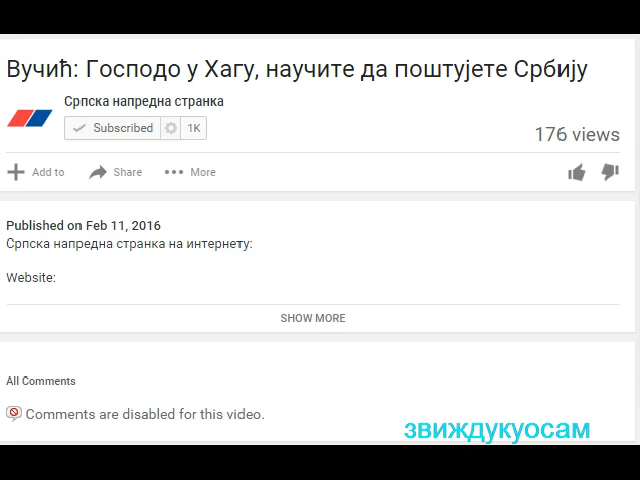 Вучић: Господо у Хагу, научите да поштујете Србију
Српска напредна странка
Subscribed 1K
176 views
Add to Share More
Published on Feb 11, 2016
Српска напредна странка на интернету:
Website:
SHOW MORE
All Comments
Comments are disabled for this video.
звиждукуосам